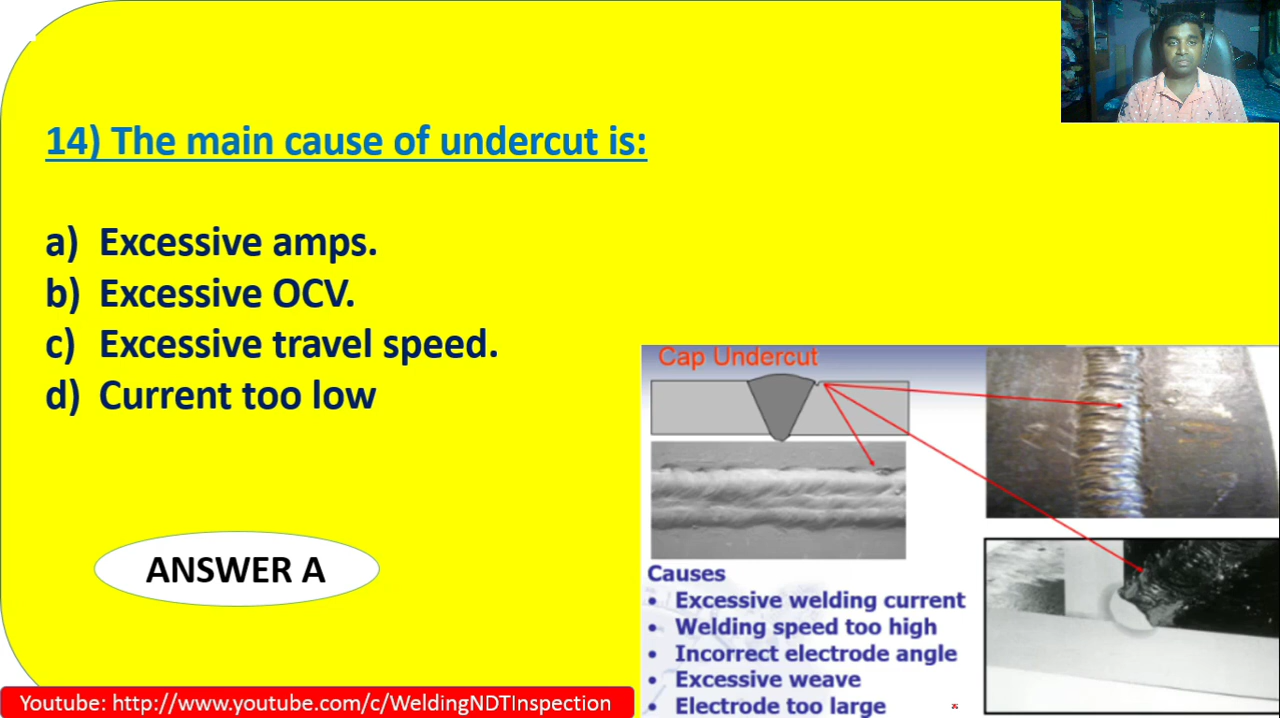 14) The main cause of undercut is:
a) Excessive amps.
b) Excessive OCV.
c) Excessive travel speed.
d) Current too low
ANSWER A
Cap Undercut
Causes
• Excessive welding current
• Welding speed too high
• Incorrect electrode angle
• Excessive weave
• Electrode too large
Youtube: http://www.youtube.com/c/WeldingNDTInspection